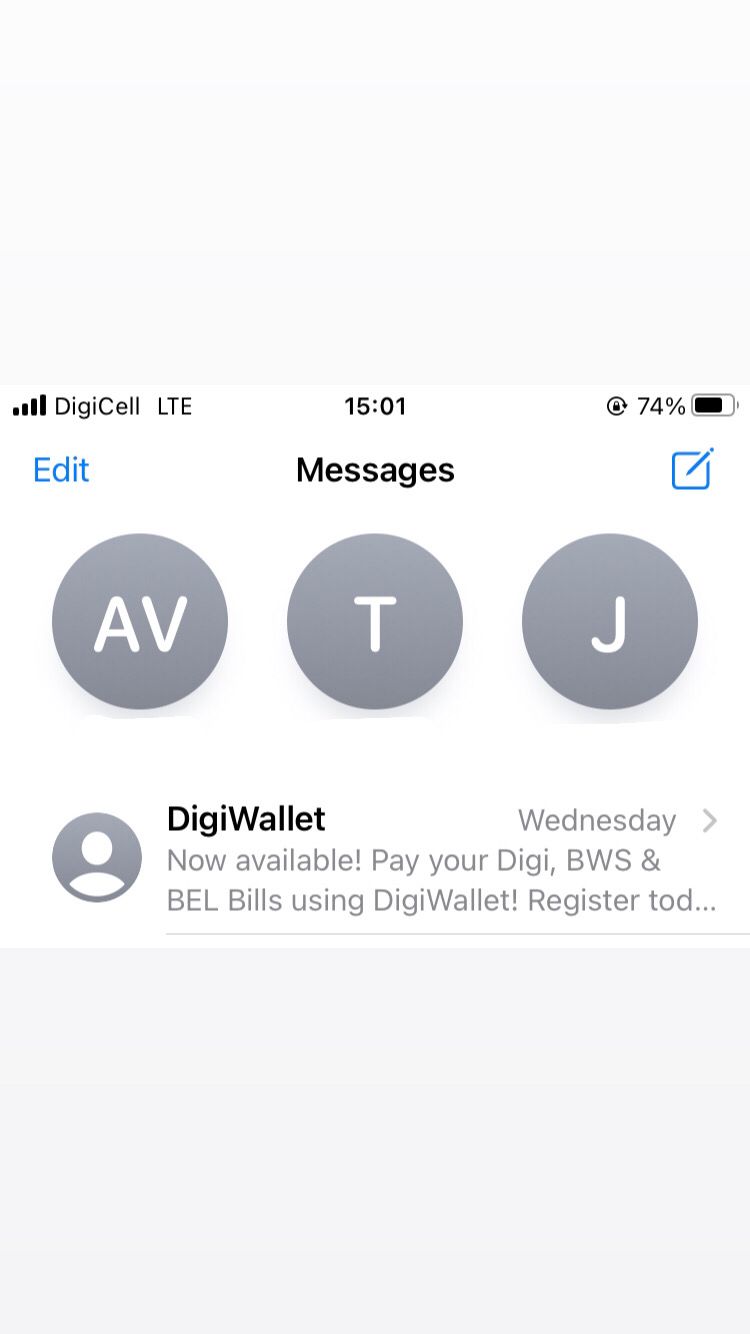 DigiCell LTE 15:01 74%
Edit Messages
AV T J
DigiWallet Wednesday
Now available! Pay your Digi, BWS &
BEL Bills using DigiWallet! Register tod...